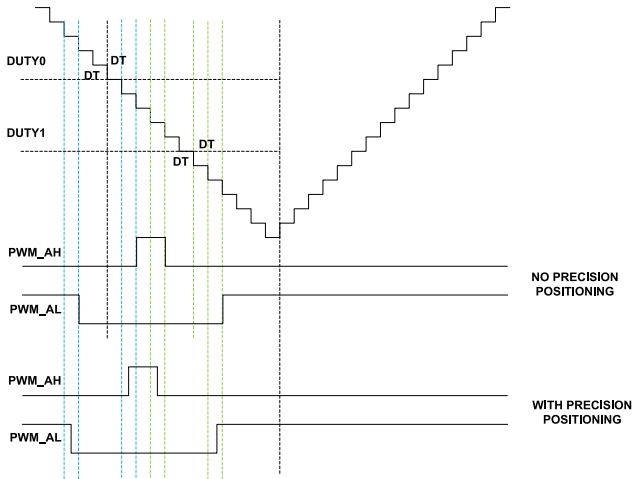 DUTY0
DT
DT
DUTY1
DT
DT
PWM_AH
NO PRECISION
POSITIONING
PWM_AL
PWM_AH
WITH PRECISION
POSITIONING
PWM_AL